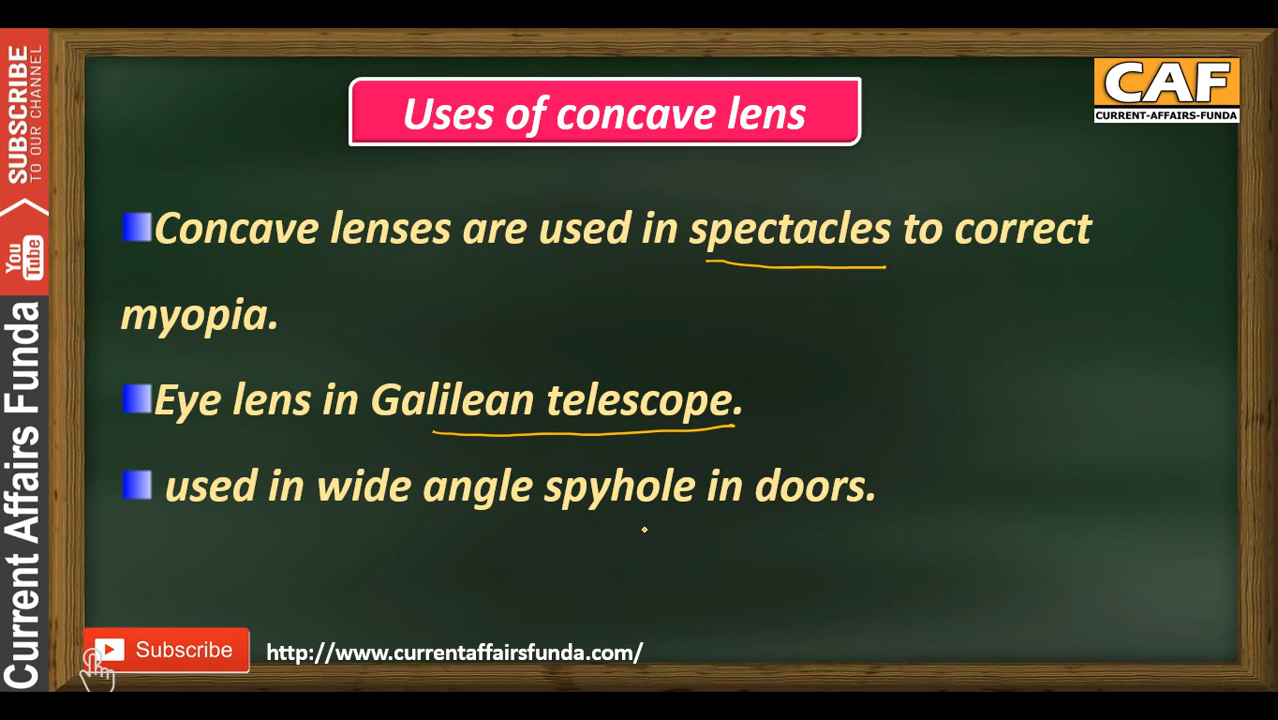 Uses of concave lens
CAF
CURRENT-AFFAIRS-FUNDA
SUBSCRIBE
TO OUR CHANNEL
You
Tube
Current Affairs Funda
Concave lenses are used in spectacles to correct
myopia.
Eye lens in Galilean telescope.
used in wide angle spyhole in doors.
Subscribe
http://www.currentaffairsfunda.com/